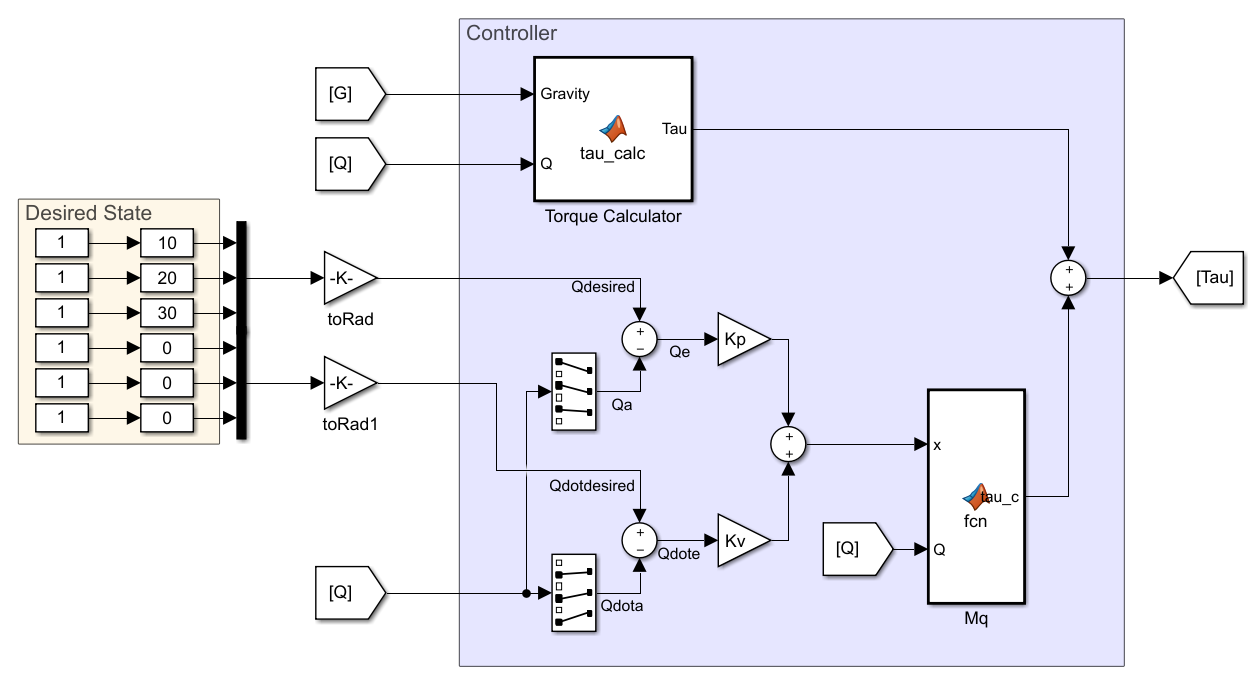 Controller
[G]
Gravity
Tau
tau_calc
[Q]
Q
Torque Calculator
Desired State
1
10
1
20
1
30
1
0
1
0
1
0
-K-
toRad
-K-
toRad1
Qdesired
+
−
Qe
Kp
Qa
+
+
[Tau]
+
+
x
tau_c
fcn
[Q]
Q
Mq
Qdotdesired
+
−
Qdote
Kv
[Q]
Qdota